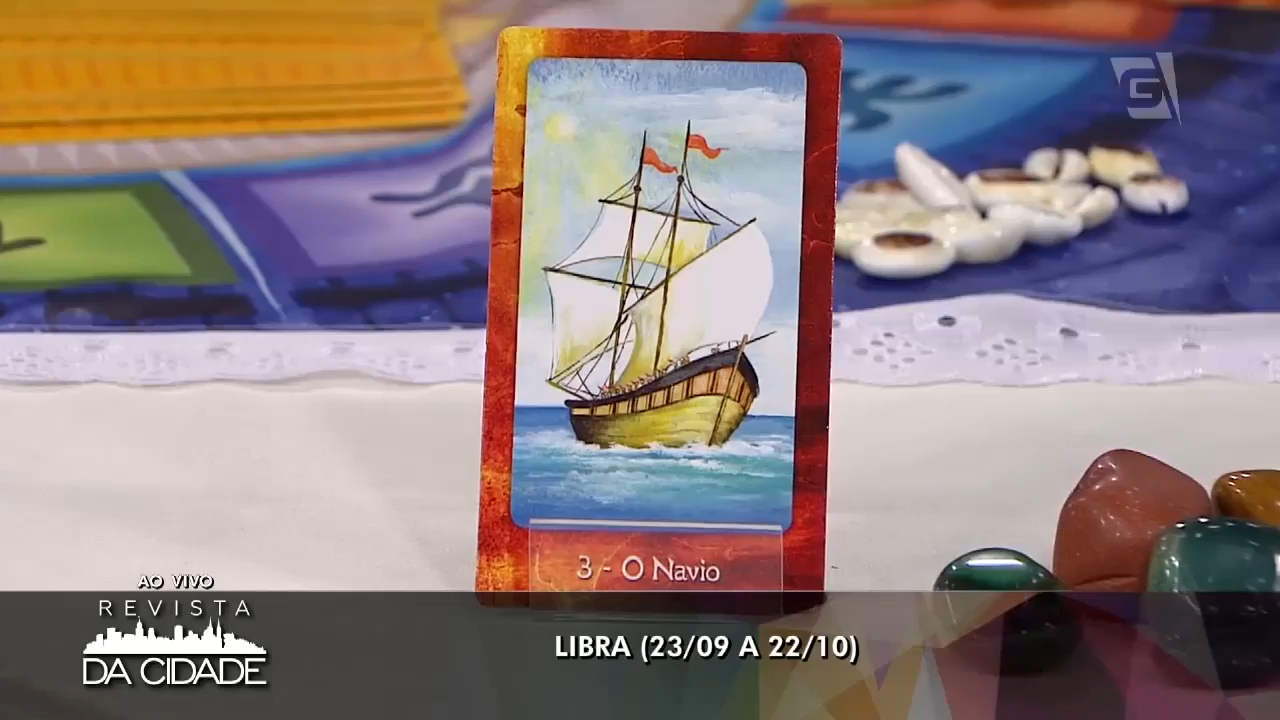 3 - O Navio
AO VIVO
REVISTA
DA CIDADE
LIBRA (23/09 A 22/10)